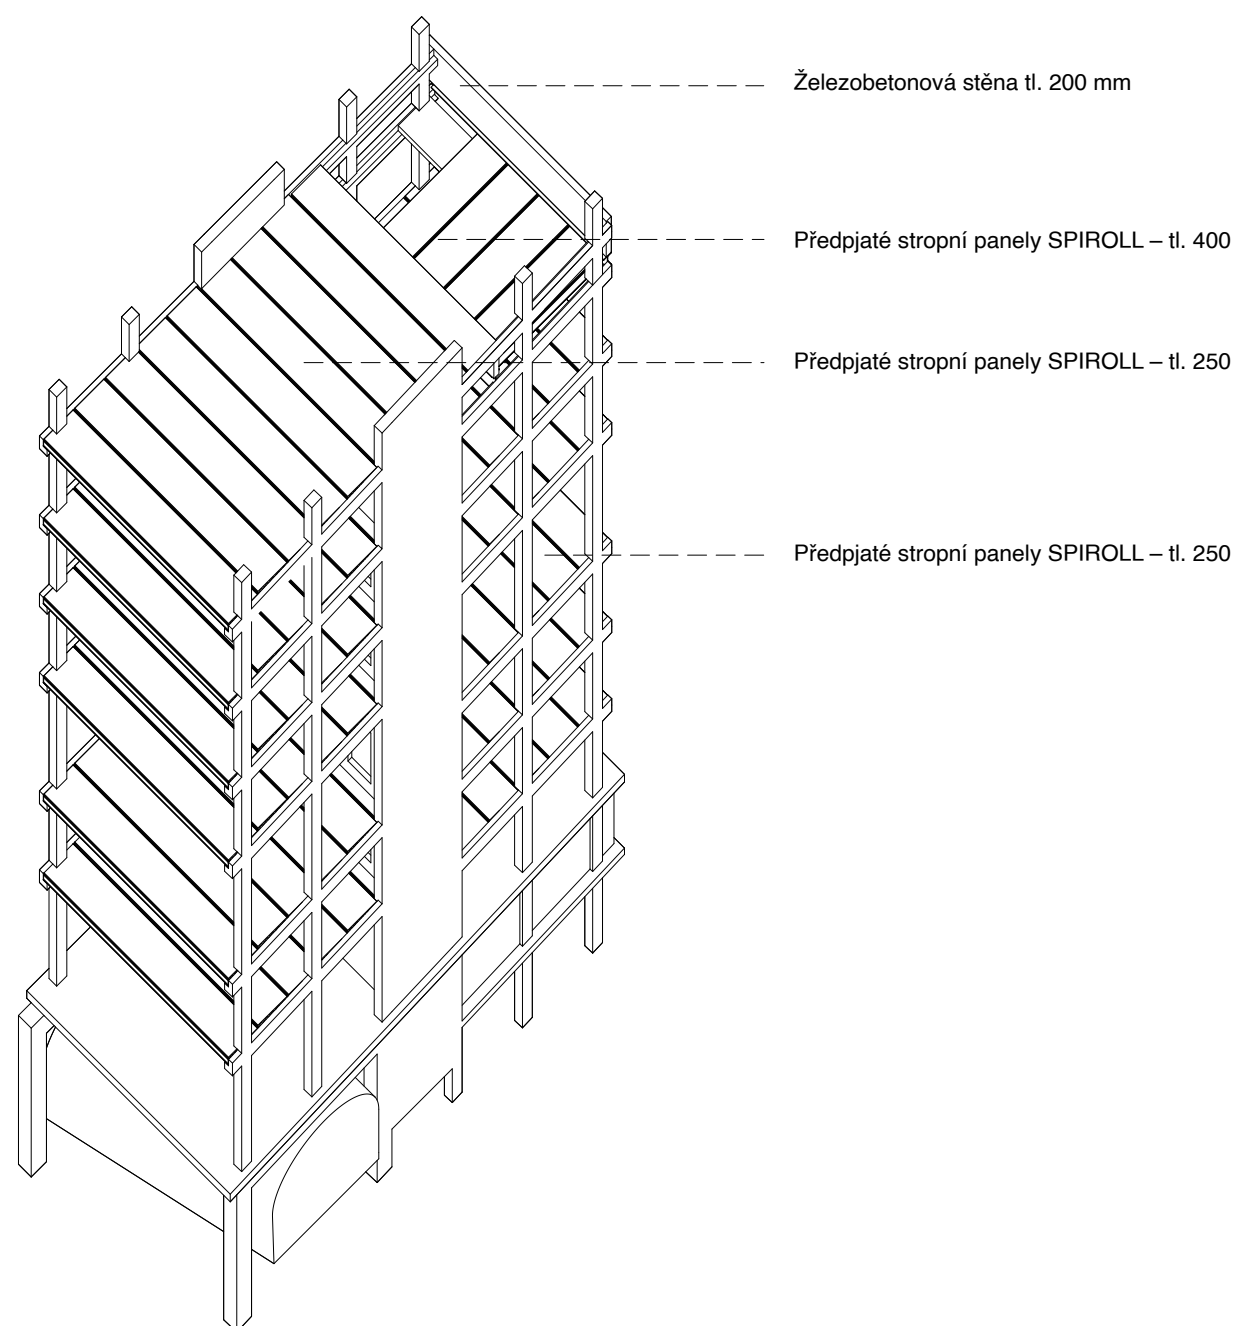 Železobetonová stěna tl. 200 mm
Předpjaté stropní panely SPIROLL – tl. 400
Předpjaté stropní panely SPIROLL – tl. 250
Předpjaté stropní panely SPIROLL – tl. 250